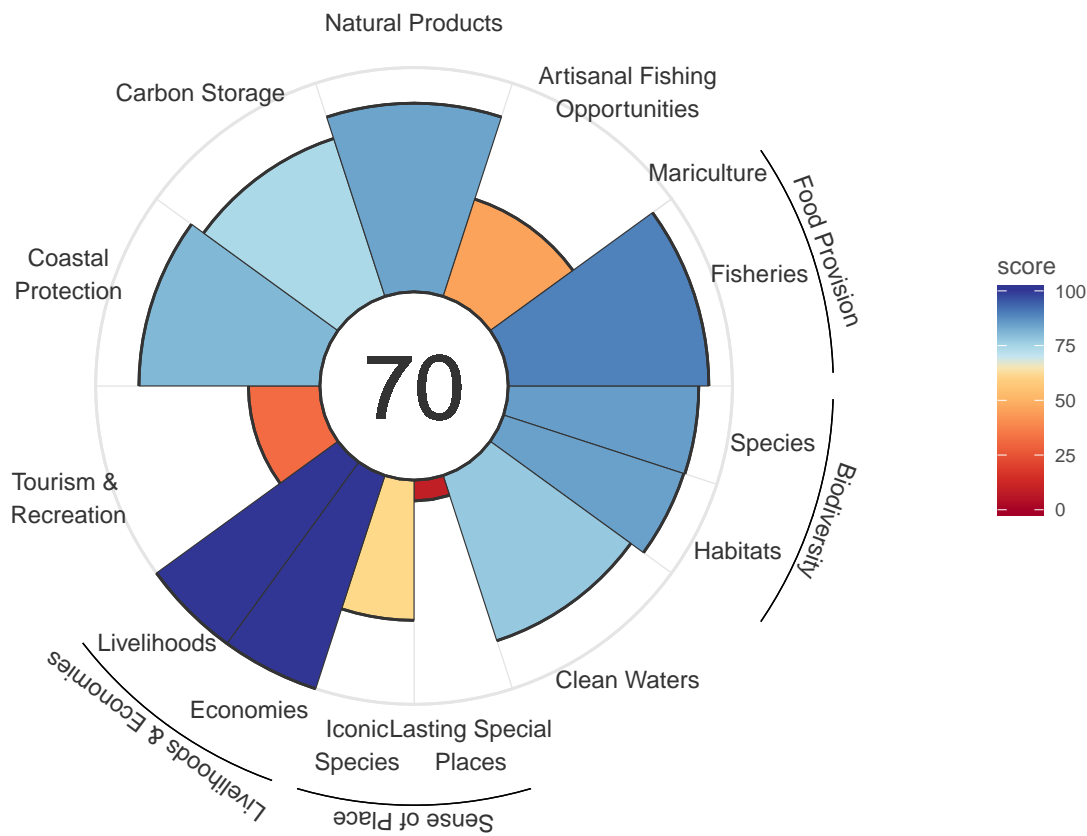 Natural Products
Carbon Storage
Artisanal Fishing
Opportunities
Mariculture
Food Provision
Fisheries
Coastal
Protection
score
100
75
50
25
0
70
Species
Biodiversity
Habitats
Tourism &
Recreation
Clean Waters
Livelihoods
Livelihoods & Economies
Economies
Iconic
Species
Lasting Special
Places
Sense of Place